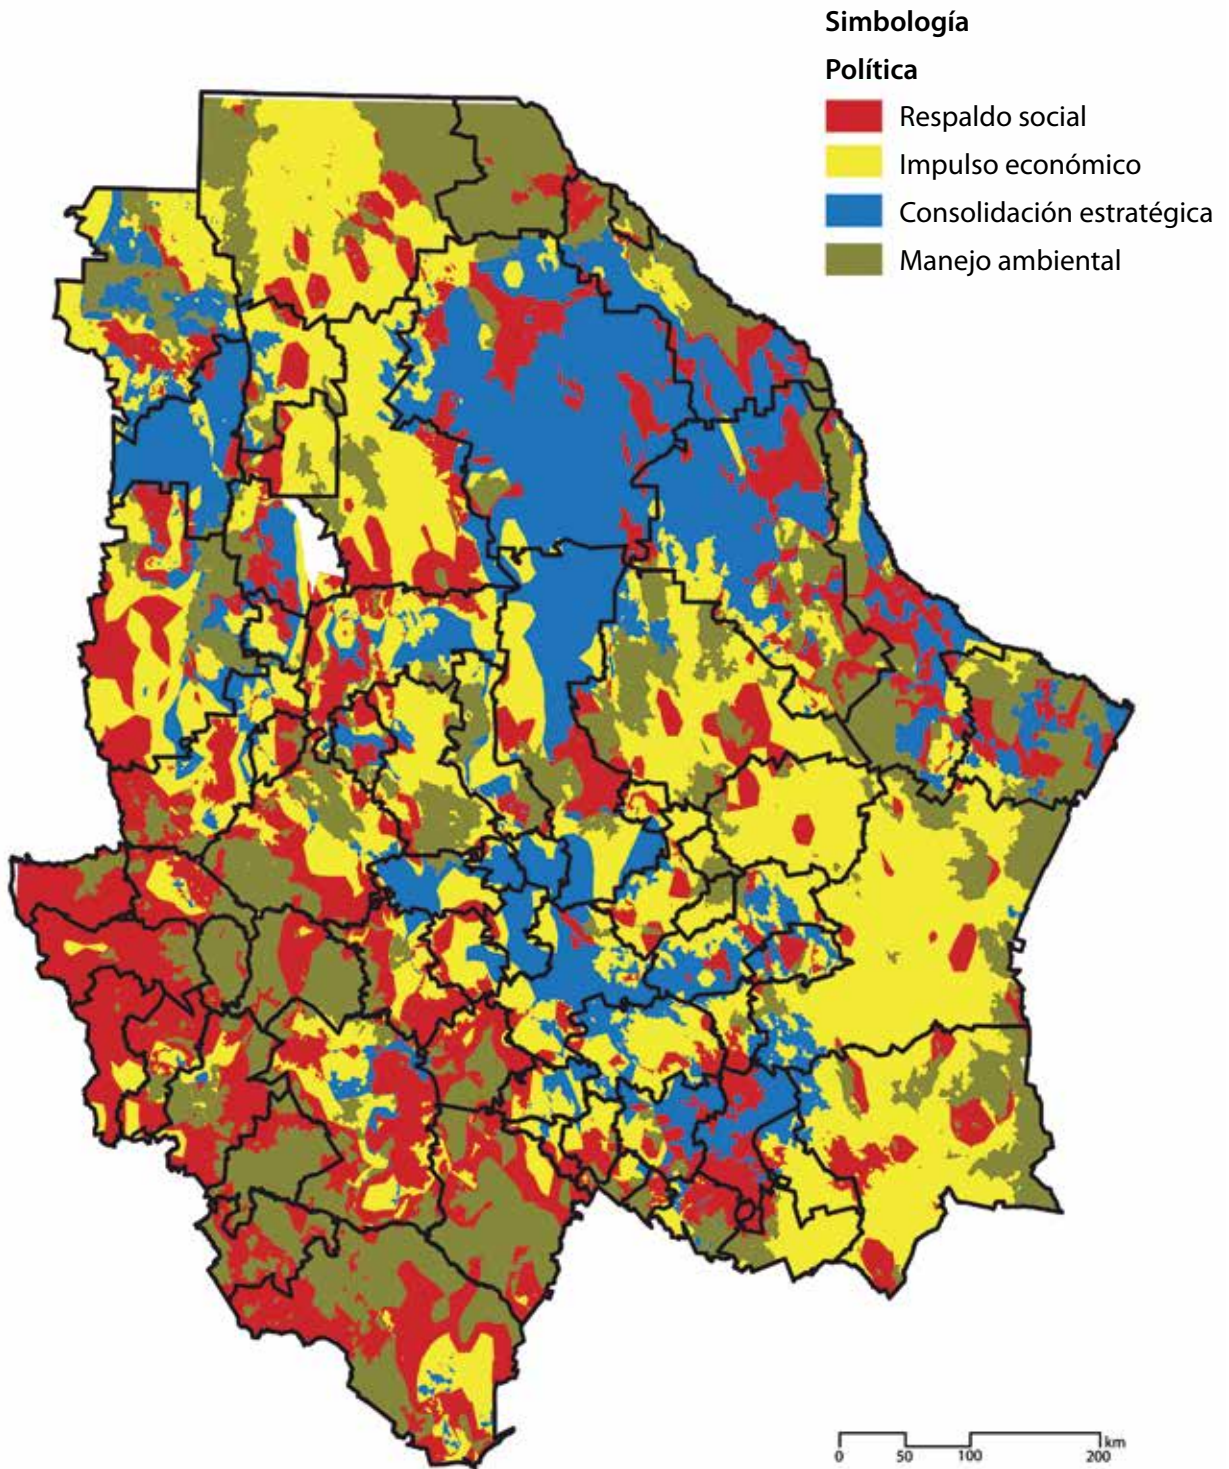 Simbología
Política
Respaldo social
Impulso económico
Consolidación estratégica
Manejo ambiental
km
0 50 100 200